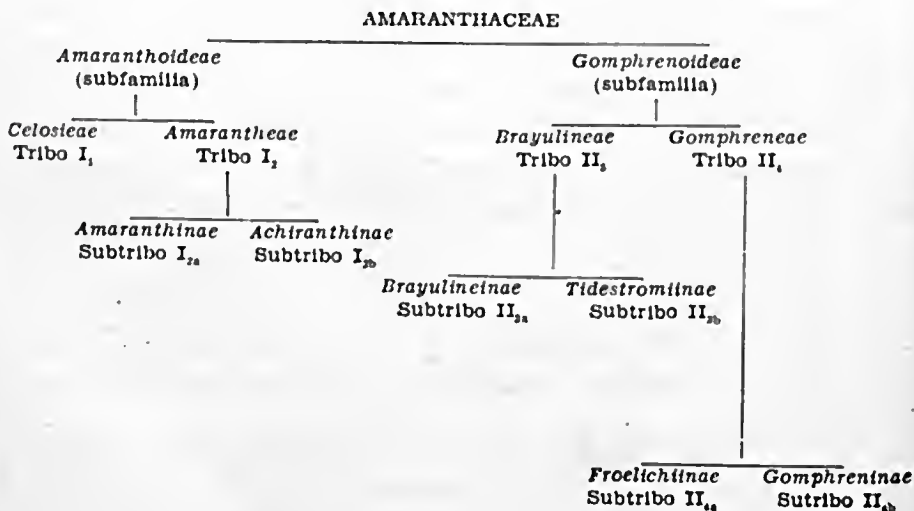 AMARANTHACEAE
Amaranthoideae Gomphrenoideae
(subfamilia) (subfamilia)
Celosieae Amarantheae Brayulineae Gomphreneae
Tribo I₁ Tribo I₂ Tribo II₃ Tribo II₄
Amaranthinae Achiranthinae
Subtribo I₂ₐ Subtribo I₂b
Brayulineinae Tidestromiinae
Subtribo II₃ₐ Subtribo II₃b
Froelichiinae Gomphreninae
Subtribo II₄ₐ Sutribo II₄b